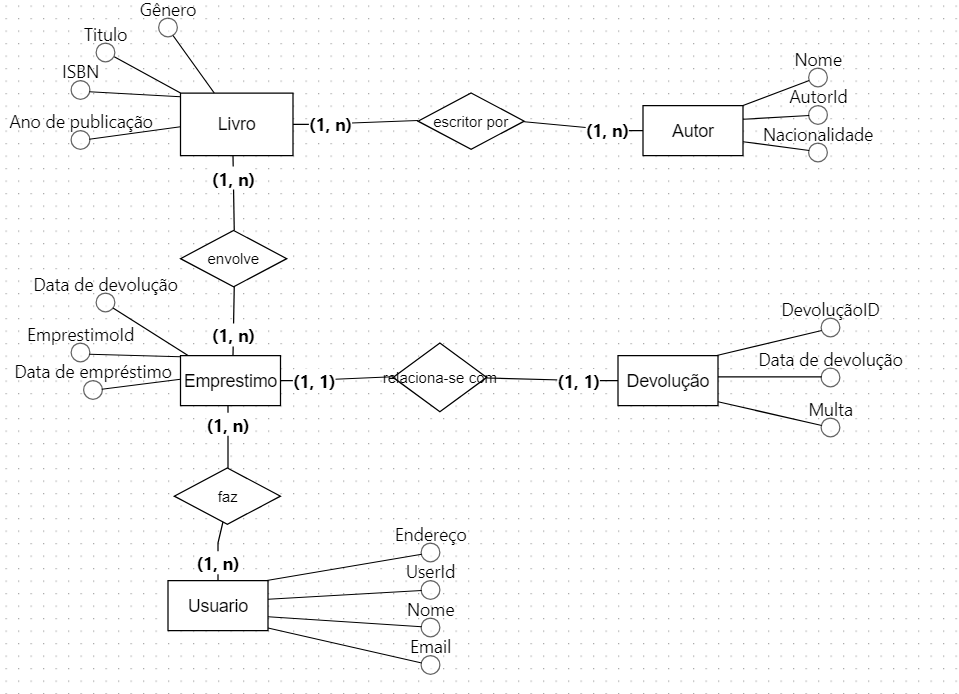 Gênero
Titulo
ISBN
Ano de publicação
Livro
(1, n)
escritor por
(1, n)
Autor
Nome
AutorId
Nacionalidade
(1, n)
envolve
(1, n)
Data de devolução
EmprestimoId
Data de empréstimo
Emprestimo
(1, 1)
relaciona-se com
(1, 1)
Devolução
DevoluçãoID
Data de devolução
Multa
(1, n)
faz
(1, n)
Usuario
Endereço
UserId
Nome
Email